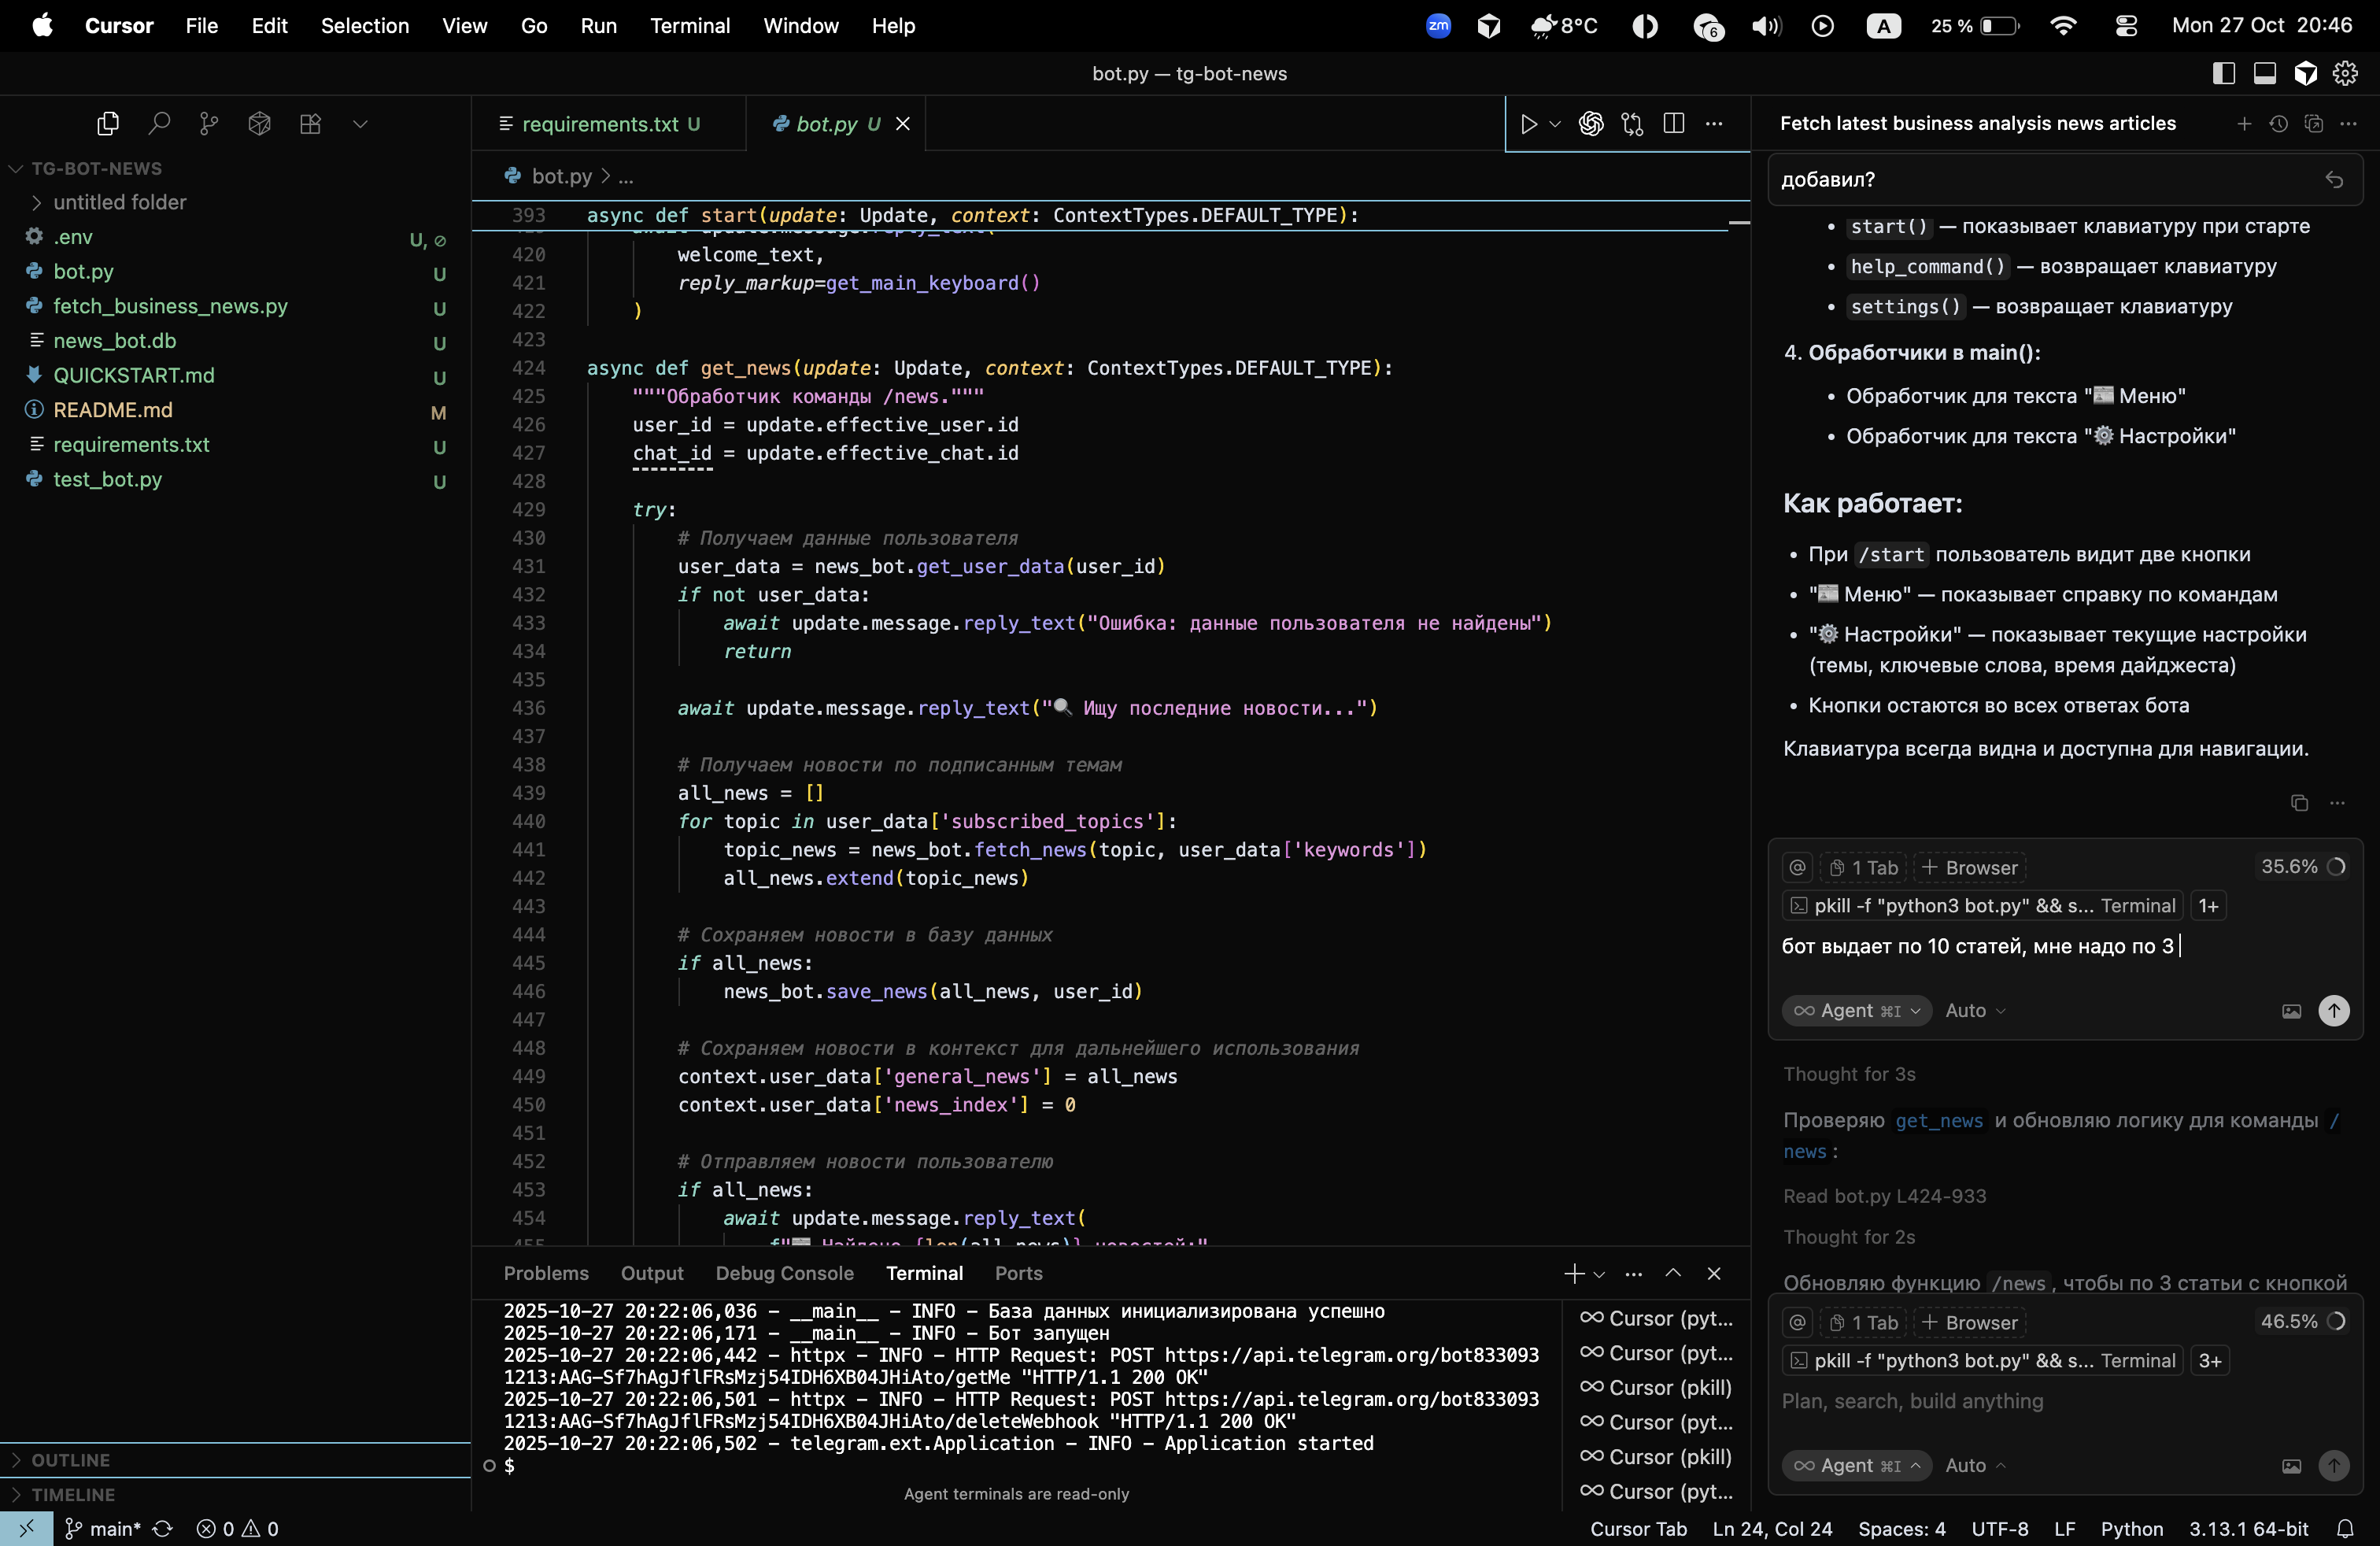 Cursor File Edit Selection View Go Run Terminal Window Help
zm 8°C 6 A 25 % Mon 27 Oct 20:46
bot.py — tg-bot-news
TG-BOT-NEWS
untitled folder
.env U,
bot.py U
fetch_business_news.py U
news_bot.db U
QUICKSTART.md U
README.md M
requirements.txt U
test_bot.py U
OUTLINE
TIMELINE
requirements.txt U
bot.py U
bot.py > ...
393 async def start(update: Update, context: ContextTypes.DEFAULT_TYPE):
420 welcome_text,
421 reply_markup=get_main_keyboard()
422 )
423
424 async def get_news(update: Update, context: ContextTypes.DEFAULT_TYPE):
425 """Обработчик команды /news."""
426 user_id = update.effective_user.id
427 chat_id = update.effective_chat.id
428
429 try:
430 # Получаем данные пользователя
431 user_data = news_bot.get_user_data(user_id)
432 if not user_data:
433 await update.message.reply_text("Ошибка: данные пользователя не найдены")
434 return
435
436 await update.message.reply_text("🔍 Ищу последние новости...")
437
438 # Получаем новости по подписанным темам
439 all_news = []
440 for topic in user_data['subscribed_topics']:
441 topic_news = news_bot.fetch_news(topic, user_data['keywords'])
442 all_news.extend(topic_news)
443
444 # Сохраняем новости в базу данных
445 if all_news:
446 news_bot.save_news(all_news, user_id)
447
448 # Сохраняем новости в контекст для дальнейшего использования
449 context.user_data['general_news'] = all_news
450 context.user_data['news_index'] = 0
451
452 # Отправляем новости пользователю
453 if all_news:
454 await update.message.reply_text(
455 f"📰 Найдено {len(all_news)} новостей:"
Problems Output Debug Console Terminal Ports
2025-10-27 20:22:06,036 - __main__ - INFO - База данных инициализирована успешно
2025-10-27 20:22:06,171 - __main__ - INFO - Бот запущен
2025-10-27 20:22:06,442 - httpx - INFO - HTTP Request: POST https://api.telegram.org/bot833093
1213:AAG-Sf7hAgJflFRsMzj54IDH6XB04JHiAto/getMe "HTTP/1.1 200 OK"
2025-10-27 20:22:06,501 - httpx - INFO - HTTP Request: POST https://api.telegram.org/bot833093
1213:AAG-Sf7hAgJflFRsMzj54IDH6XB04JHiAto/deleteWebhook "HTTP/1.1 200 OK"
2025-10-27 20:22:06,502 - telegram.ext.Application - INFO - Application started
$
Agent terminals are read-only
Cursor (pyt...
Cursor (pyt...
Cursor (pkill)
Cursor (pyt...
Cursor (pkill)
Cursor (pyt...
Fetch latest business analysis news articles
добавил?
• start() — показывает клавиатуру при старте
• help_command() — возвращает клавиатуру
• settings() — возвращает клавиатуру
4. Обработчики в main():
• Обработчик для текста "📰 Меню"
• Обработчик для текста "⚙️ Настройки"
Как работает:
• При /start пользователь видит две кнопки
• "📰 Меню" — показывает справку по командам
• "⚙️ Настройки" — показывает текущие настройки
(темы, ключевые слова, время дайджеста)
• Кнопки остаются во всех ответах бота
Клавиатура всегда видна и доступна для навигации.
@ 1 Tab + Browser 35.6%
pkill -f "python3 bot.py" && s... Terminal 1+
бот выдает по 10 статей, мне надо по 3
Agent ⌘I Auto
Thought for 3s
Проверяю get_news и обновляю логику для команды /
news :
Read bot.py L424-933
Thought for 2s
Обновляю функцию /news, чтобы по 3 статьи с кнопкой
@ 1 Tab + Browser 46.5%
pkill -f "python3 bot.py" && s... Terminal 3+
Plan, search, build anything
Agent ⌘I Auto
main* 0 0
Cursor Tab Ln 24, Col 24 Spaces: 4 UTF-8 LF Python 3.13.1 64-bit